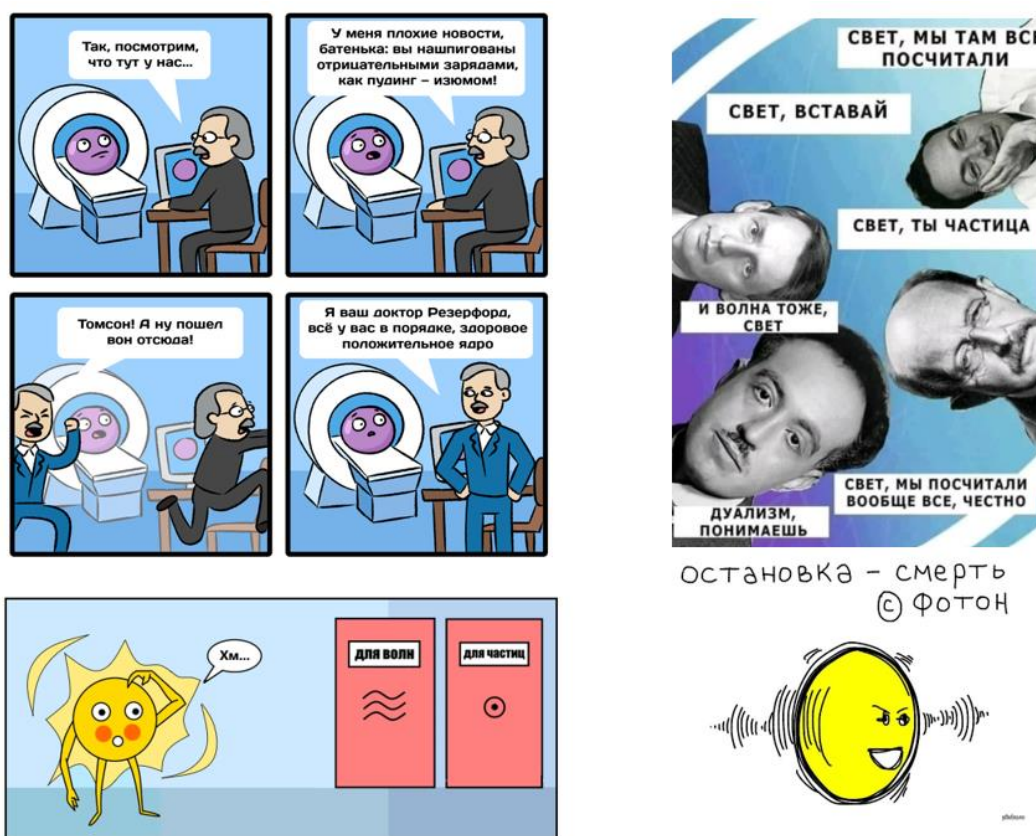 Так, посмотрим,
что тут у нас...
У меня плохие новости,
батенька: вы нашпигованы
отрицательными зарядами,
как пудинг – изюмом!
Томсон! А ну пошел
вон отсюда!
Я ваш доктор Резерфорд,
всё у вас в порядке, здоровое
положительное ядро
Хм...
ДЛЯ ВОЛН
ДЛЯ ЧАСТИЦ
СВЕТ, МЫ ТАМ ВСЕ
ПОСЧИТАЛИ
СВЕТ, ВСТАВАЙ
СВЕТ, ТЫ ЧАСТИЦА
И ВОЛНА ТОЖЕ,
СВЕТ
СВЕТ, МЫ ПОСЧИТАЛИ
ВООБЩЕ ВСЕ, ЧЕСТНО
ДУАЛИЗМ,
ПОНИМАЕШЬ
остановка – смерть
© фотон